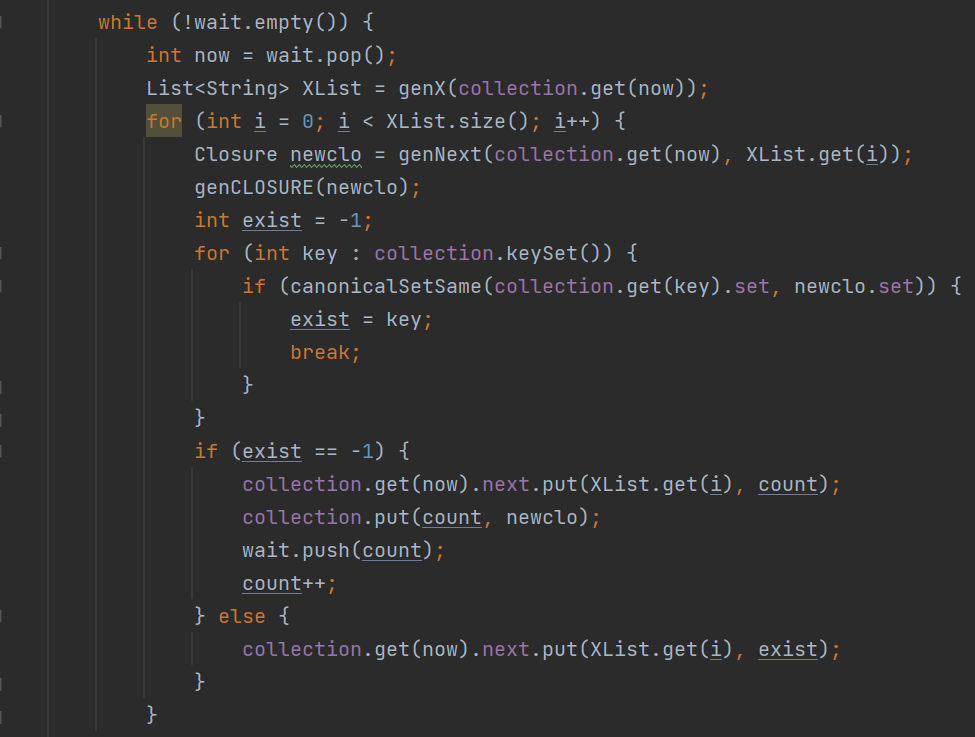 while (!wait.empty()) {
int now = wait.pop();
List<String> XList = genX(collection.get(now));
for (int i = 0; i < XList.size(); i++) {
Closure newclo = genNext(collection.get(now), XList.get(i));
genCLOSURE(newclo);
int exist = -1;
for (int key : collection.keySet()) {
if (canonicalSetSame(collection.get(key).set, newclo.set)) {
exist = key;
break;
}
}
if (exist == -1) {
collection.get(now).next.put(XList.get(i), count);
collection.put(count, newclo);
wait.push(count);
count++;
} else {
collection.get(now).next.put(XList.get(i), exist);
}
}